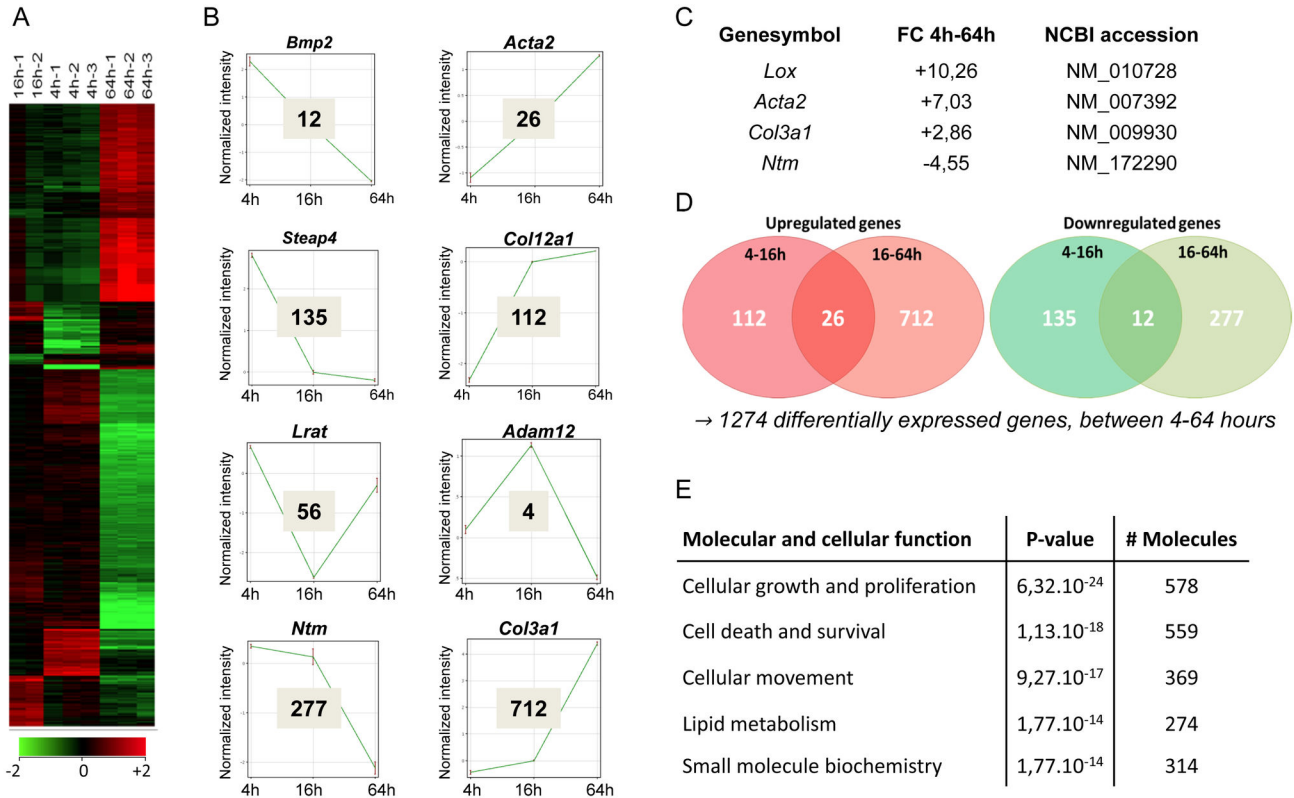 A
16h-1
16h-2
4h-1
4h-2
4h-3
64h-1
64h-2
64h-3
-2 0 +2
B
Bmp2
Normalized intensity
12
4h 16h 64h
Acta2
Normalized intensity
26
4h 16h 64h
Steap4
Normalized intensity
135
4h 16h 64h
Col12a1
Normalized intensity
112
4h 16h 64h
Lrat
Normalized intensity
56
4h 16h 64h
Adam12
Normalized intensity
4
4h 16h 64h
Ntm
Normalized intensity
277
4h 16h 64h
Col3a1
Normalized intensity
712
4h 16h 64h
C
Genesymbol FC 4h-64h NCBI accession
Lox +10,26 NM_010728
Acta2 +7,03 NM_007392
Col3a1 +2,86 NM_009930
Ntm -4,55 NM_172290
D
Upregulated genes
4-16h 16-64h
112 26 712
Downregulated genes
4-16h 16-64h
135 12 277
→ 1274 differentially expressed genes, between 4-64 hours
E
Molecular and cellular function P-value # Molecules
Cellular growth and proliferation 6,32.10-24 578
Cell death and survival 1,13.10-18 559
Cellular movement 9,27.10-17 369
Lipid metabolism 1,77.10-14 274
Small molecule biochemistry 1,77.10-14 314